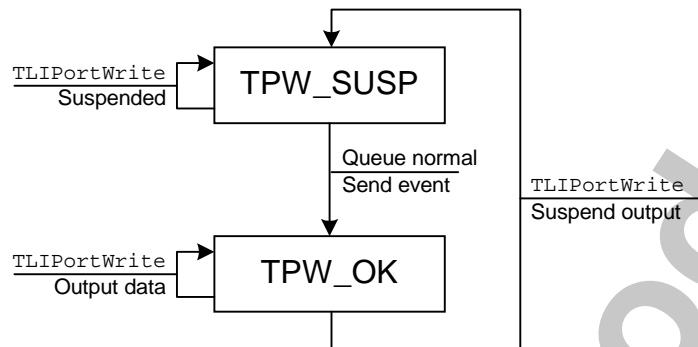 TPW_SUSP
TLIPortWrite
Suspended
Queue normal
Send event
TLIPortWrite
Suspend output
TPW_OK
TLIPortWrite
Output data